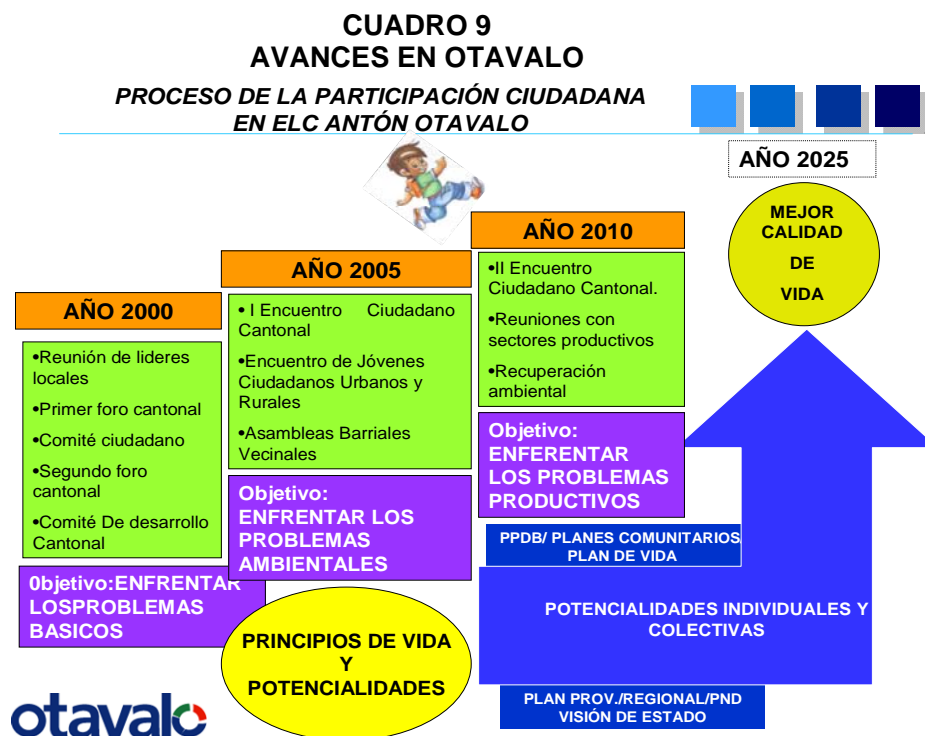 CUADRO 9
AVANCES EN OTAVALO
PROCESO DE LA PARTICIPACIÓN CIUDADANA
EN ELC ANTÓN OTAVALO
AÑO 2000
•Reunión de lideres
locales
•Primer foro cantonal
•Comité ciudadano
•Segundo foro
cantonal
•Comité De desarrollo
Cantonal
0bjetivo:ENFRENTAR
LOSPROBLEMAS
BASICOS
AÑO 2005
• I Encuentro Ciudadano
Cantonal
•Encuentro de Jóvenes
Ciudadanos Urbanos y
Rurales
•Asambleas Barriales
Vecinales
Objetivo:
ENFRENTAR LOS
PROBLEMAS
AMBIENTALES
AÑO 2010
•II Encuentro
Ciudadano Cantonal.
•Reuniones con
sectores productivos
•Recuperación
ambiental
Objetivo:
ENFERENTAR
LOS PROBLEMAS
PRODUCTIVOS
AÑO 2025
MEJOR
CALIDAD
DE
VIDA
PPDB/ PLANES COMUNITARIOS
PLAN DE VIDA
POTENCIALIDADES INDIVIDUALES Y
COLECTIVAS
PLAN PROV./REGIONAL/PND
VISIÓN DE ESTADO
PRINCIPIOS DE VIDA
Y
POTENCIALIDADES
otavalo